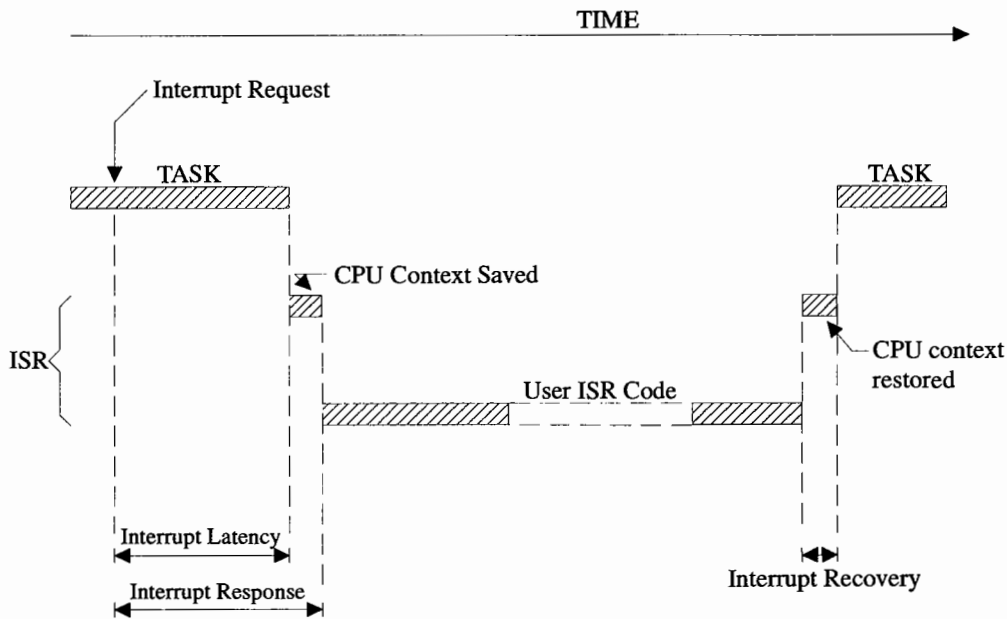 TIME
Interrupt Request
TASK
TASK
CPU Context Saved
ISR
CPU context
restored
User ISR Code
Interrupt Latency
Interrupt Recovery
Interrupt Response